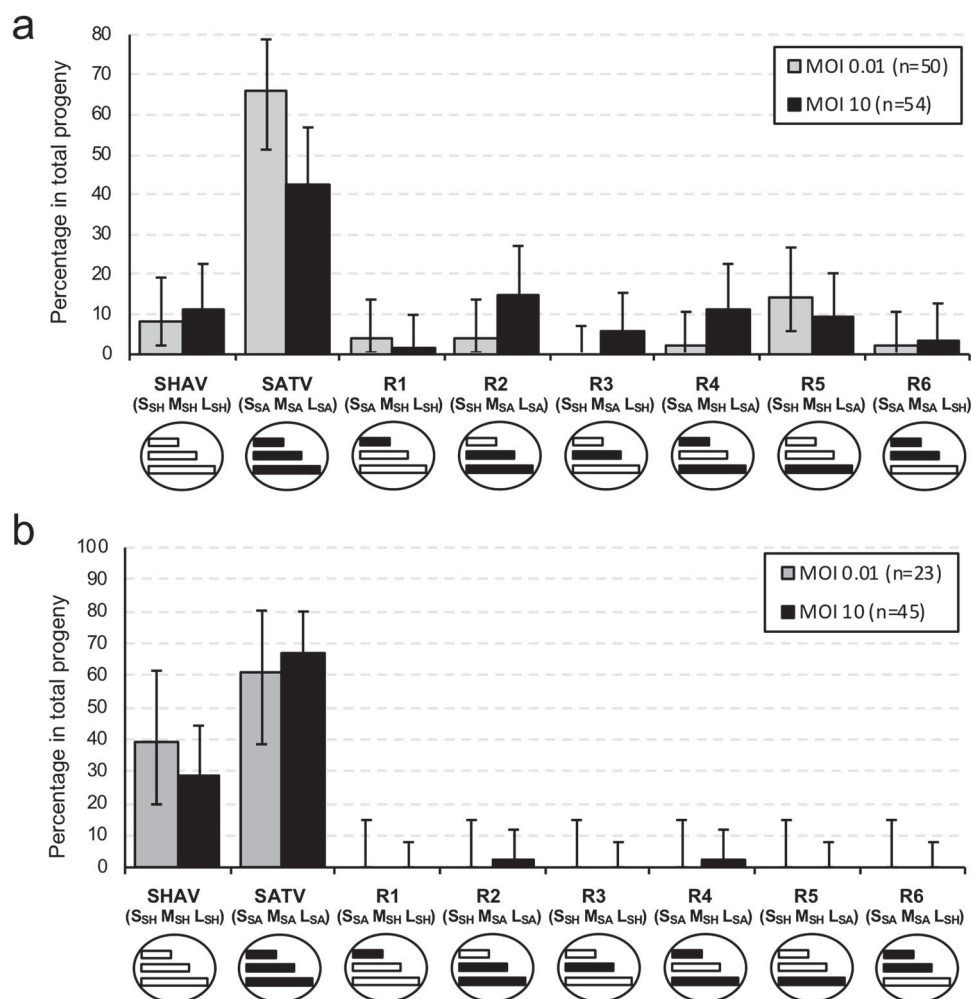 a
Percentage in total progeny
80
70
60
50
40
30
20
10
0
MOI 0.01 (n=50)
MOI 10 (n=54)
SHAV SATV R1 R2 R3 R4 R5 R6
(SSH MSH LSH) (SSA MSA LSA) (SSA MSH LSH) (SSH MSA LSA) (SSH MSA LSH) (SSA MSH LSA) (SSH MSH LSA) (SSA MSA LSH)
b
Percentage in total progeny
100
90
80
70
60
50
40
30
20
10
0
MOI 0.01 (n=23)
MOI 10 (n=45)
SHAV SATV R1 R2 R3 R4 R5 R6
(SSH MSH LSH) (SSA MSA LSA) (SSA MSH LSH) (SSH MSA LSA) (SSH MSA LSH) (SSA MSH LSA) (SSH MSH LSA) (SSA MSA LSH)